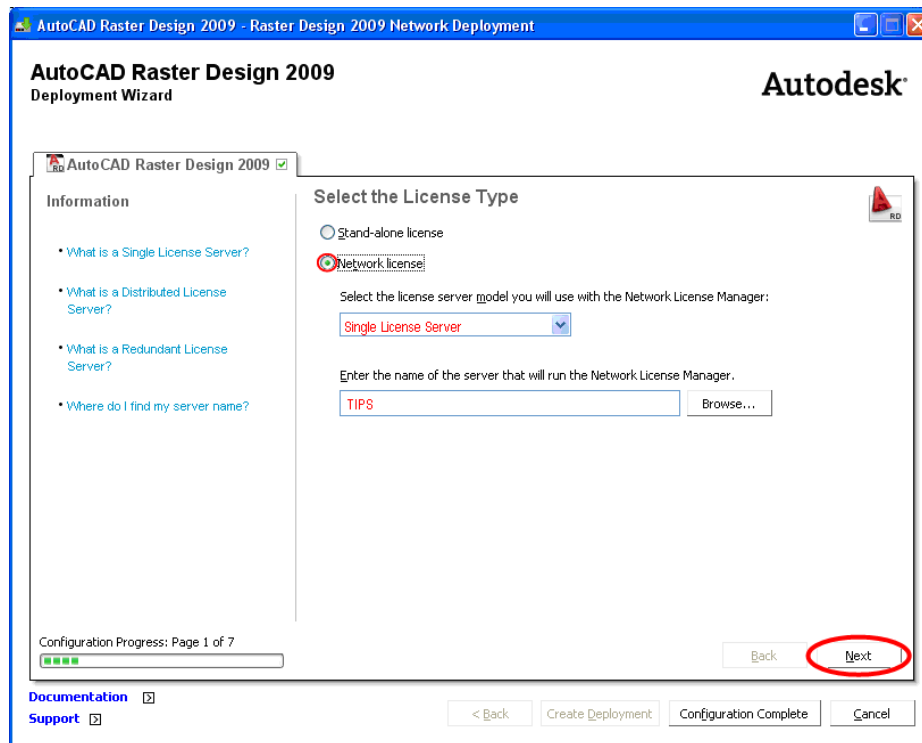 AutoCAD Raster Design 2009 - Raster Design 2009 Network Deployment
AutoCAD Raster Design 2009
Deployment Wizard
Autodesk®
AutoCAD Raster Design 2009
Information
• What is a Single License Server?
• What is a Distributed License
Server?
• What is a Redundant License
Server?
• Where do I find my server name?
Select the License Type
RD
Stand-alone license
Network license
Select the license server model you will use with the Network License Manager:
Single License Server
Enter the name of the server that will run the Network License Manager.
TIPS
Browse...
Configuration Progress: Page 1 of 7
Back
Next
Documentation
Support
< Back
Create Deployment
Configuration Complete
Cancel